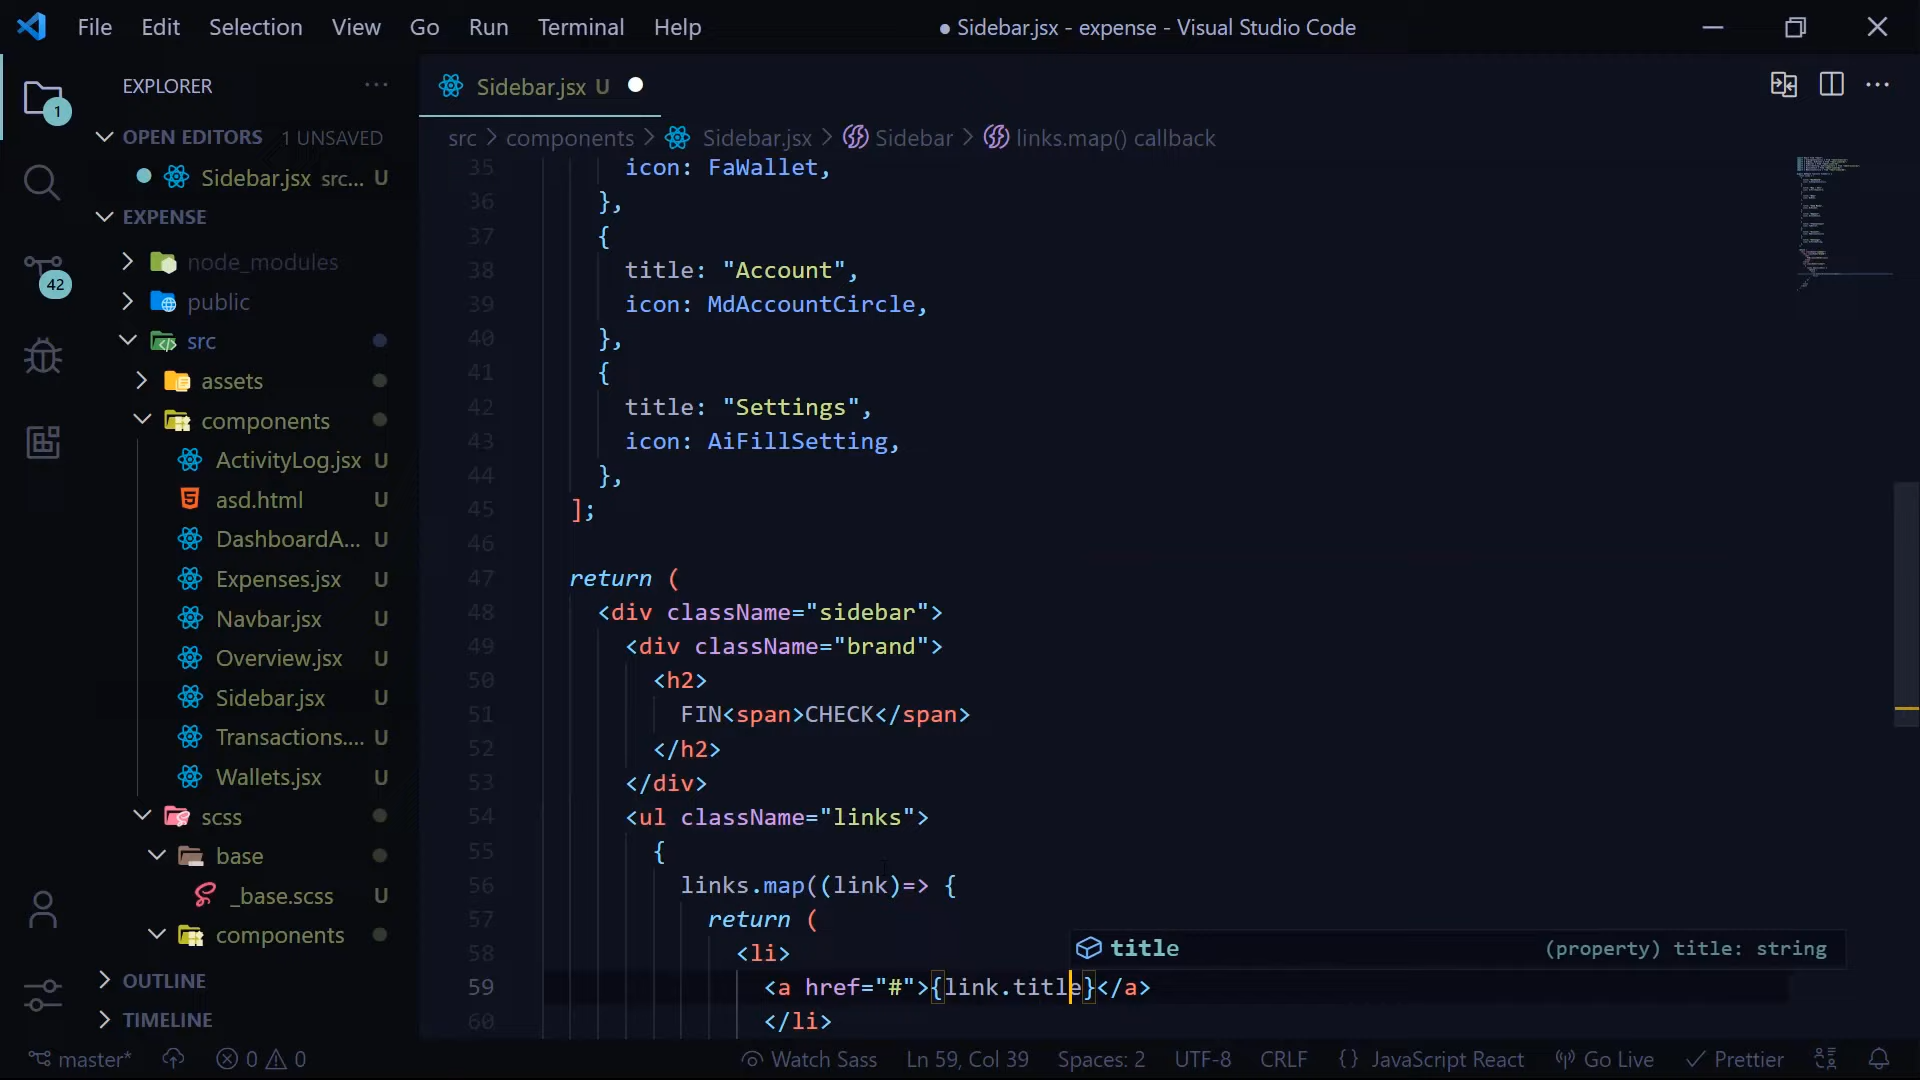 File Edit Selection View Go Run Terminal Help
● Sidebar.jsx - expense - Visual Studio Code
EXPLORER
1
OPEN EDITORS 1 UNSAVED
Sidebar.jsx src... U
EXPENSE
node_modules
42
public
src
assets
components
ActivityLog.jsx U
asd.html U
DashboardA... U
Expenses.jsx U
Navbar.jsx U
Overview.jsx U
Sidebar.jsx U
Transactions.... U
Wallets.jsx U
scss
base
_base.scss U
components
OUTLINE
TIMELINE
Sidebar.jsx U
src > components > Sidebar.jsx > Sidebar > links.map() callback
35 icon: FaWallet,
36 },
37 {
38 title: "Account",
39 icon: MdAccountCircle,
40 },
41 {
42 title: "Settings",
43 icon: AiFillSetting,
44 },
45 ];
46
47 return (
48 <div className="sidebar">
49 <div className="brand">
50 <h2>
51 FIN<span>CHECK</span>
52 </h2>
53 </div>
54 <ul className="links">
55 {
56 links.map((link)=> {
57 return (
58 <li>
title (property) title: string
59 <a href="#">{link.title}</a>
60 </li>
master* 0 0 Watch Sass Ln 59, Col 39 Spaces: 2 UTF-8 CRLF {} JavaScript React Go Live Prettier